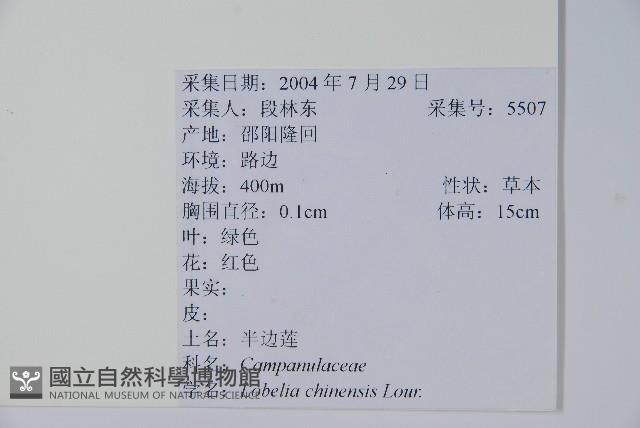 采集日期：2004 年 7 月 29 日
采集人：段林东 采集号：5507
产地：邵阳隆回
环境：路边
海拔：400m 性状：草本
胸围直径：0.1cm 体高：15cm
叶：绿色
花：红色
果实：
皮：
土名：半边莲
科名：Campanulaceae
学名：Lobelia chinensis Lour.
國立自然科學博物館
NATIONAL MUSEUM OF NATURAL SCIENCE